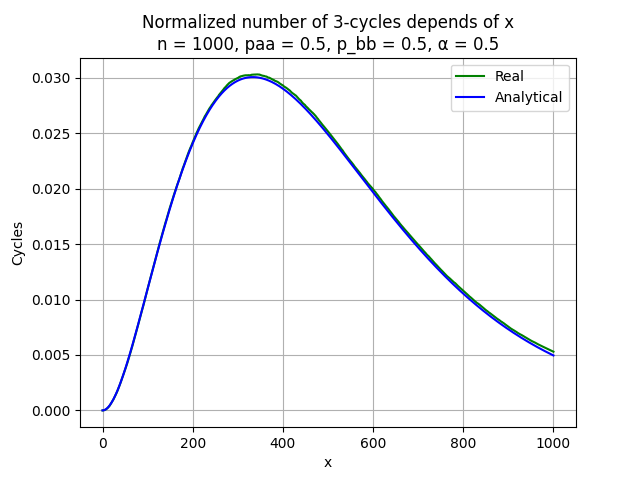 Normalized number of 3-cycles depends of x
n = 1000, paa = 0.5, p_bb = 0.5, α = 0.5
Real
Analytical
Cycles
0.030
0.025
0.020
0.015
0.010
0.005
0.000
0 200 400 600 800 1000
x